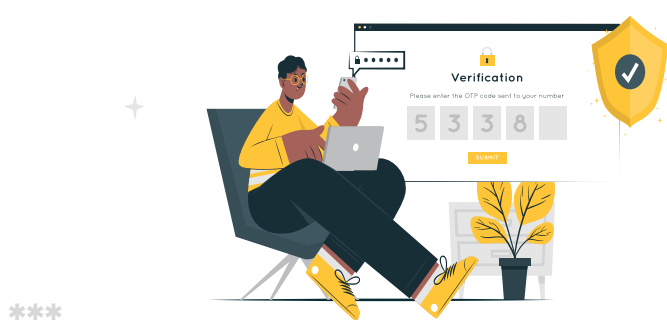 Verification
Please enter the OTP code sent to your number
5 3 3 8
SUBMIT
***